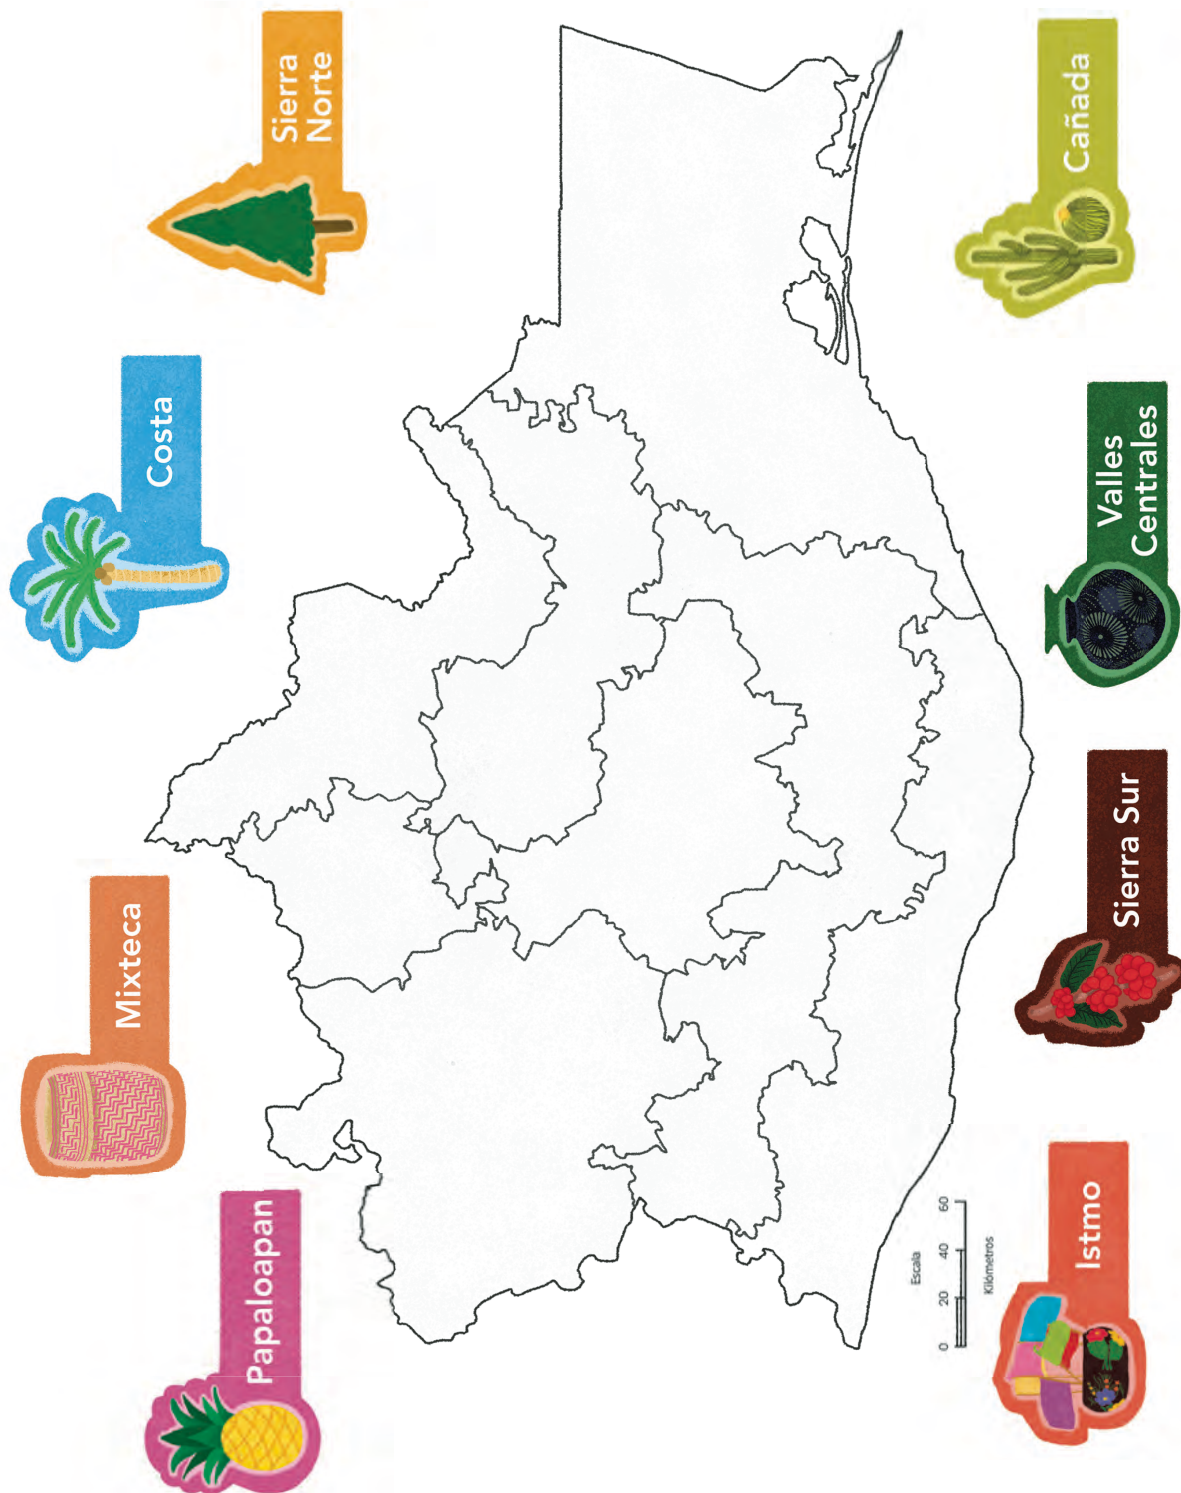 Papaloapan
Mixteca
Costa
Sierra
Norte
Escala
0 20 40 60
Kilómetros
Istmo
Sierra Sur
Valles
Centrales
Cañada